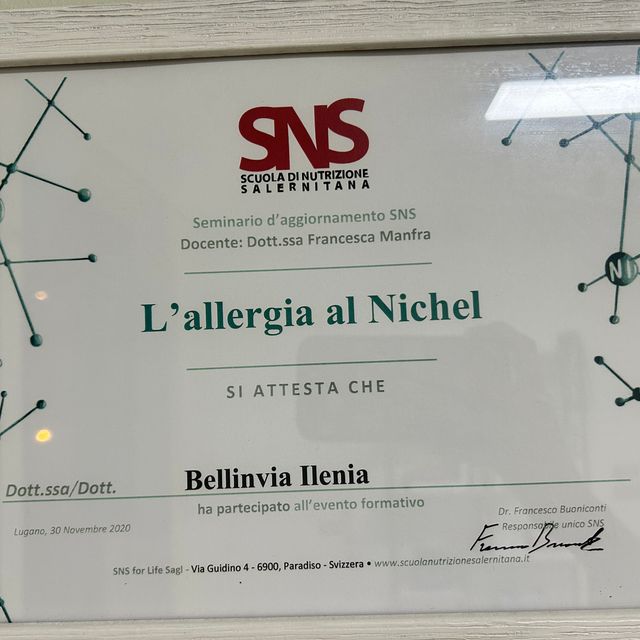 SNS
SCUOLA DI NUTRIZIONE
SALERNITANA
Seminario d'aggiornamento SNS
Docente: Dott.ssa Francesca Manfra
L'allergia al Nichel
SI ATTESTA CHE
Dott.ssa/Dott. Bellinvia Ilenia
ha partecipato all'evento formativo
Lugano, 30 Novembre 2020
Dr. Francesco Buoniconti
Responsabile unico SNS
SNS for Life Sagl - Via Guidino 4 - 6900, Paradiso - Svizzera • www.scuolanutrizionesalernitana.it
NI